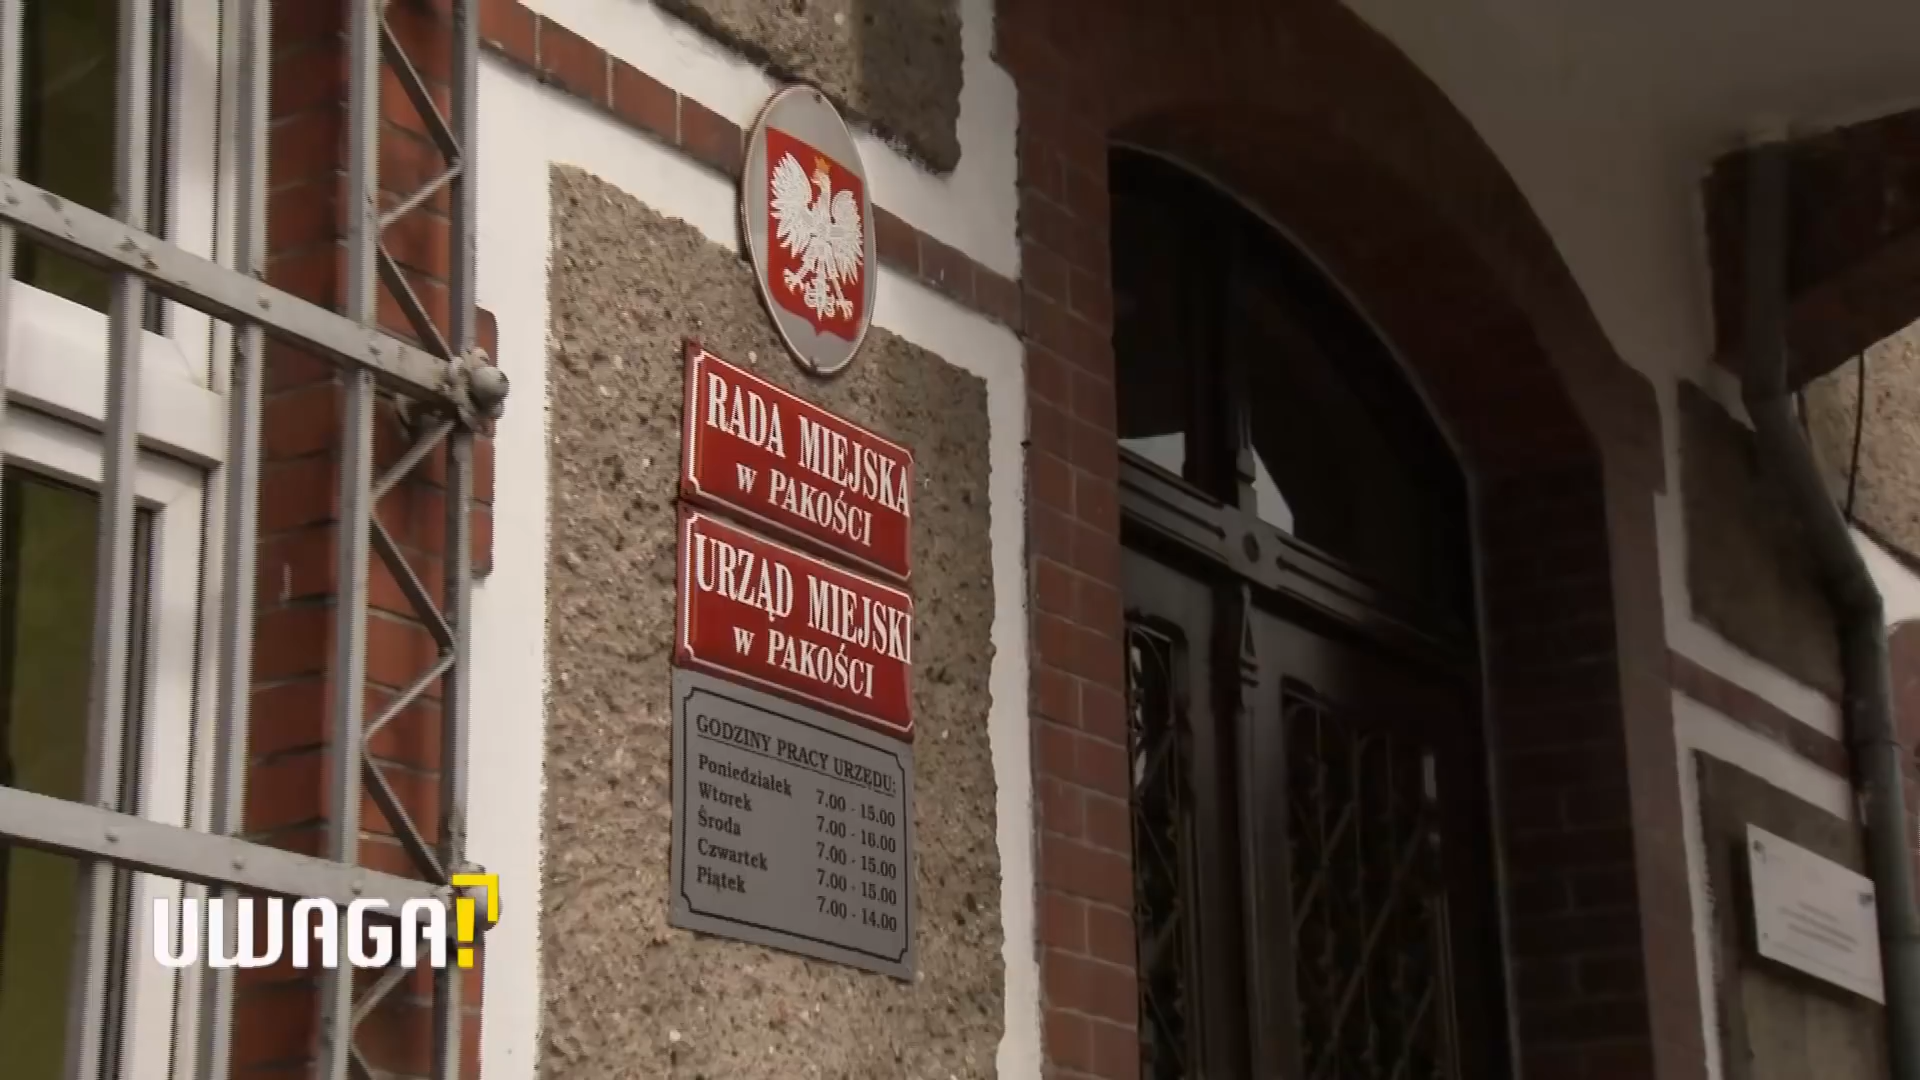 RADA MIEJSKA
W PAKOŚCI
URZĄD MIEJSKI
W PAKOŚCI
GODZINY PRACY URZĘDU:
Poniedziałek 7.00 - 15.00
Wtorek 7.00 - 16.00
Środa 7.00 - 15.00
Czwartek 7.00 - 15.00
Piątek 7.00 - 14.00
UWAGA!